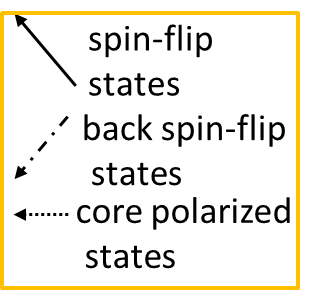 spin-flip
states
back spin-flip
states
core polarized
states